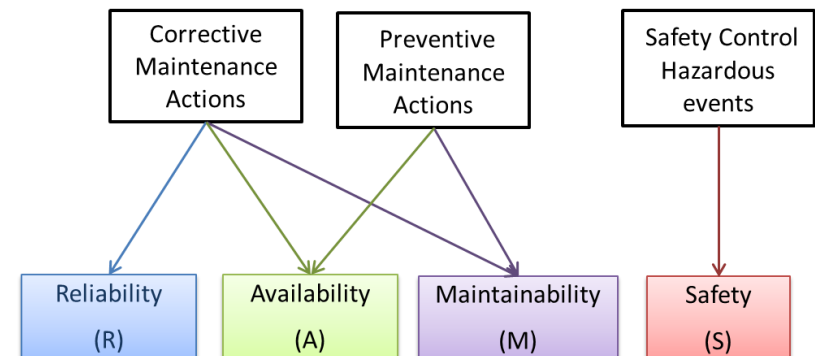 Corrective
Maintenance
Actions
Preventive
Maintenance
Actions
Safety Control
Hazardous
events
Reliability
(R)
Availability
(A)
Maintainability
(M)
Safety
(S)